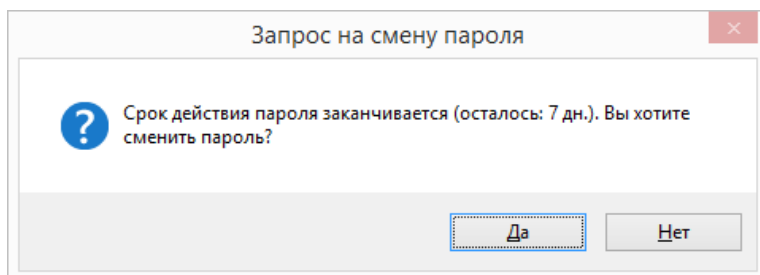 Запрос на смену пароля
Срок действия пароля заканчивается (осталось: 7 дн.). Вы хотите
сменить пароль?
Да
Нет